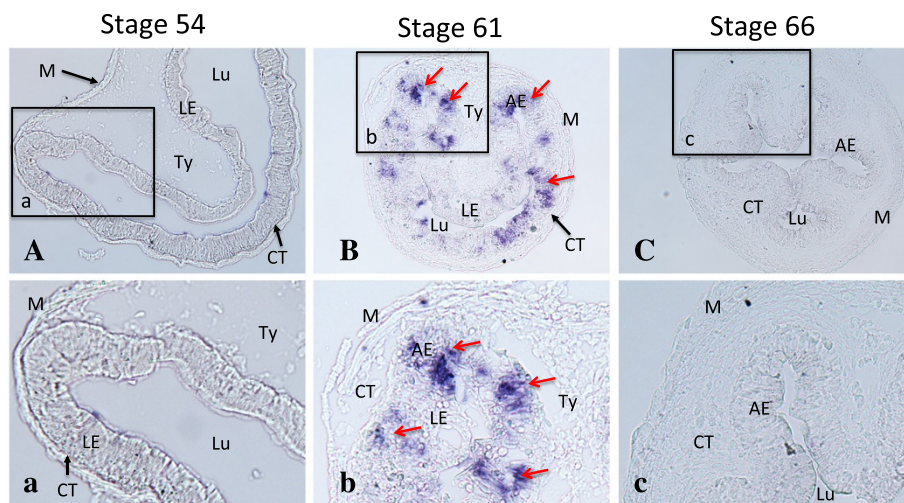 Stage 54 Stage 61 Stage 66
M Lu LE Ty a A CT
AE Ty M b LE Lu B CT
c AE CT Lu M C
M Ty LE Lu a CT
M AE CT LE Ty b
M AE CT Lu c